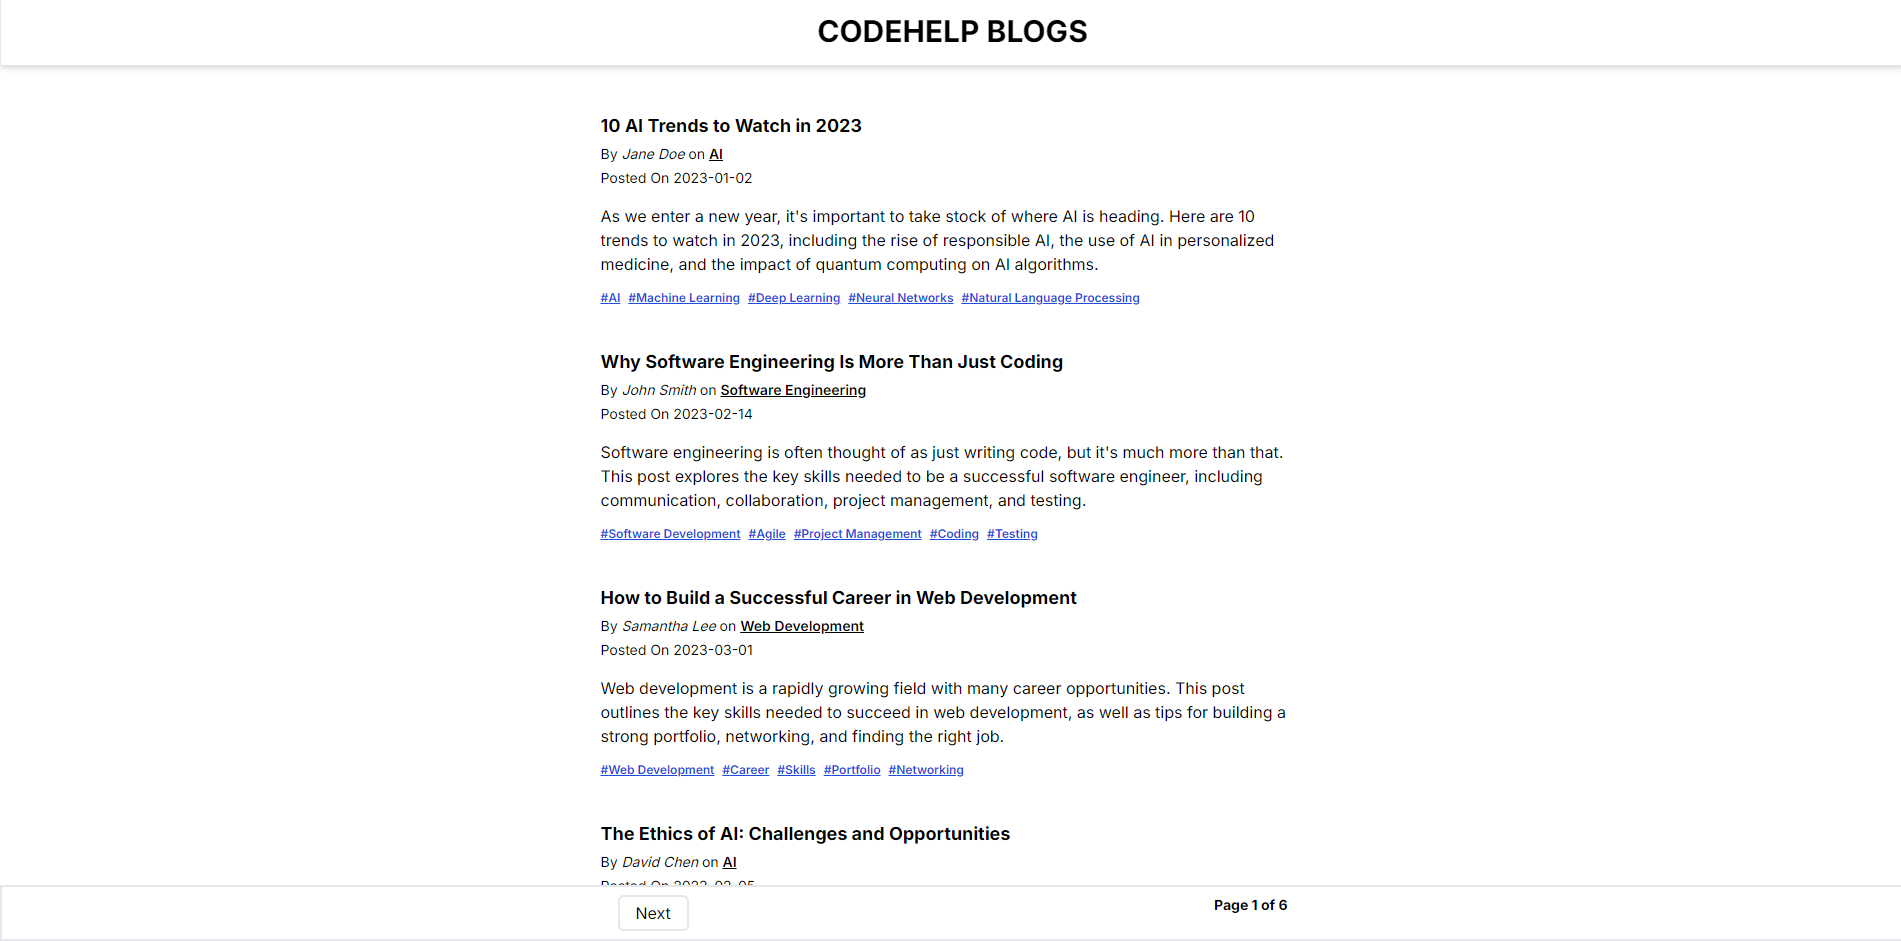 CODEHELP BLOGS
10 AI Trends to Watch in 2023
By Jane Doe on AI
Posted On 2023-01-02
As we enter a new year, it's important to take stock of where AI is heading. Here are 10
trends to watch in 2023, including the rise of responsible AI, the use of AI in personalized
medicine, and the impact of quantum computing on AI algorithms.
#AI #Machine Learning #Deep Learning #Neural Networks #Natural Language Processing
Why Software Engineering Is More Than Just Coding
By John Smith on Software Engineering
Posted On 2023-02-14
Software engineering is often thought of as just writing code, but it's much more than that.
This post explores the key skills needed to be a successful software engineer, including
communication, collaboration, project management, and testing.
#Software Development #Agile #Project Management #Coding #Testing
How to Build a Successful Career in Web Development
By Samantha Lee on Web Development
Posted On 2023-03-01
Web development is a rapidly growing field with many career opportunities. This post
outlines the key skills needed to succeed in web development, as well as tips for building a
strong portfolio, networking, and finding the right job.
#Web Development #Career #Skills #Portfolio #Networking
The Ethics of AI: Challenges and Opportunities
By David Chen on AI
Posted On
Next
Page 1 of 6